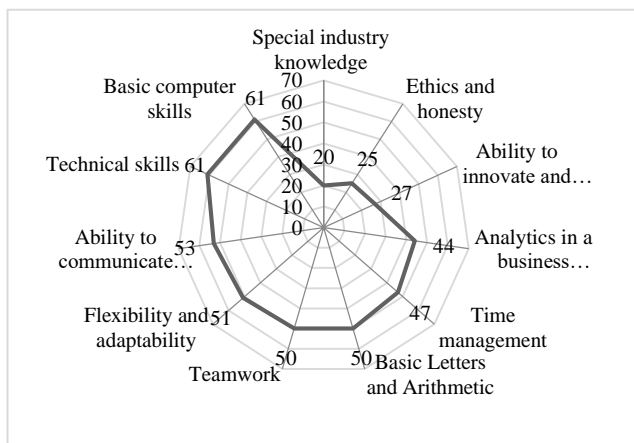 Special industry
knowledge
Ethics and
honesty
Ability to
innovate and…
Analytics in a
business…
Time
management
Basic Letters
and Arithmetic
Teamwork
Flexibility and
adaptability
Ability to
communicate…
Technical skills
Basic computer
skills
70
60
50
40
30
20
10
0
20
25
27
44
47
50
50
51
53
61
61